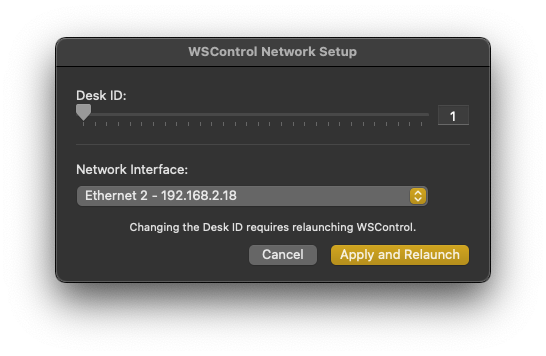 WSControl Network Setup
Desk ID:
1
Network Interface:
Ethernet 2 - 192.168.2.18
Changing the Desk ID requires relaunching WSControl.
Cancel
Apply and Relaunch